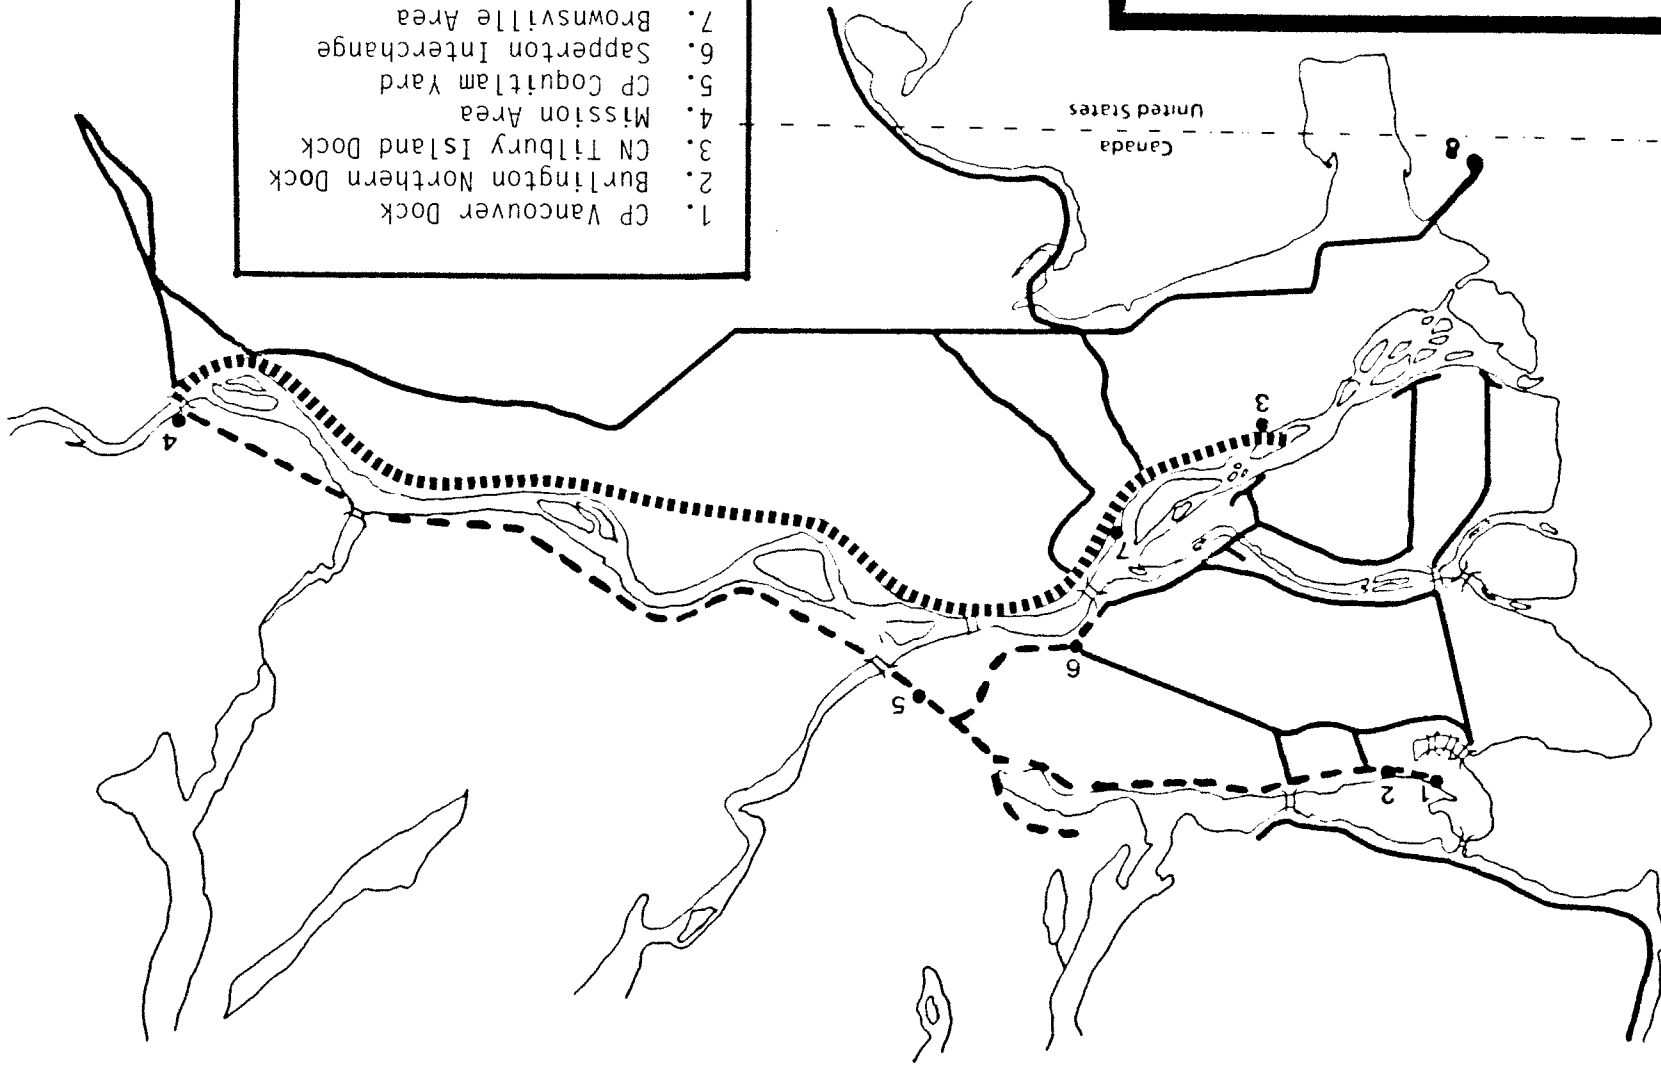 1. CP Vancouver Dock
2. Burlington Northern Dock
3. CN Tilbury Island Dock
4. Mission Area
5. CP Coquitlam Yard
6. Sapperton Interchange
7. Brownsville Area
Canada
United States
1
2
3
4
5
6
7
8